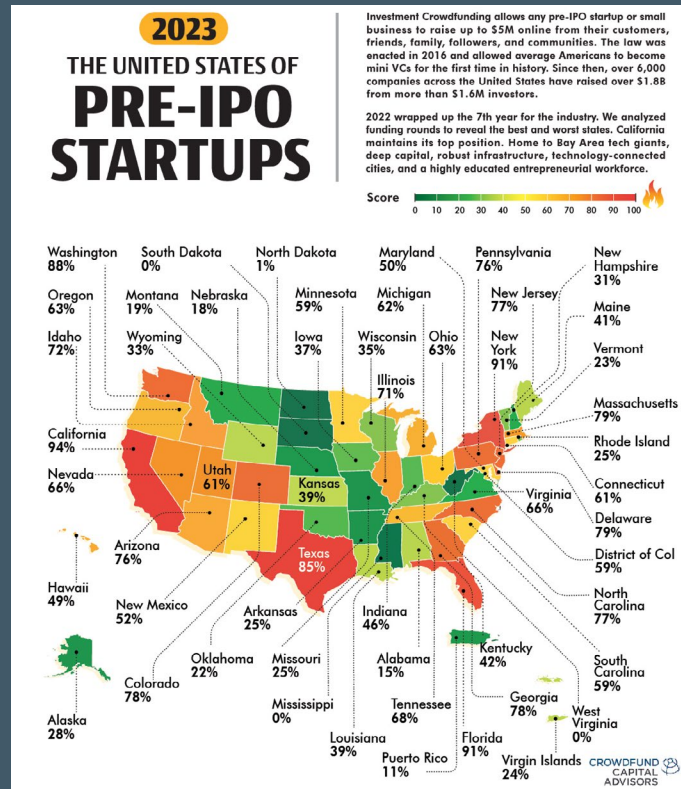 2023
THE UNITED STATES OF
PRE-IPO
STARTUPS
Investment Crowdfunding allows any pre-IPO startup or small
business to raise up to $5M online from their customers,
friends, family, followers, and communities. The law was
enacted in 2016 and allowed average Americans to become
mini VCs for the first time in history. Since then, over 6,000
companies across the United States have raised over $1.8B
from more than $1.6M investors.
2022 wrapped up the 7th year for the industry. We analyzed
funding rounds to reveal the best and worst states. California
maintains its top position. Home to Bay Area tech giants,
deep capital, robust infrastructure, technology-connected
cities, and a highly educated entrepreneurial workforce.
Score
0 10 20 30 40 50 60 70 80 90 100
Washington
88%
South Dakota
0%
North Dakota
1%
Maryland
50%
Pennsylvania
76%
New
Hampshire
31%
Oregon
63%
Montana
19%
Nebraska
18%
Minnesota
59%
Michigan
62%
New Jersey
77%
Maine
41%
Idaho
72%
Wyoming
33%
Iowa
37%
Wisconsin
35%
Ohio
63%
New
York
91%
Vermont
23%
Illinois
71%
Massachusetts
79%
Rhode Island
25%
California
94%
Connecticut
61%
Nevada
66%
Utah
61%
Kansas
39%
Virginia
66%
Delaware
79%
Arizona
76%
Texas
85%
District of Col
59%
Hawaii
49%
New Mexico
52%
Arkansas
25%
Indiana
46%
North
Carolina
77%
Colorado
78%
Oklahoma
22%
Missouri
25%
Alabama
15%
Kentucky
42%
South
Carolina
59%
Alaska
28%
Mississippi
0%
Tennessee
68%
Georgia
78%
West
Virginia
0%
Louisiana
39%
Puerto Rico
11%
Florida
91%
Virgin Islands
24%
CROWDFUND
CAPITAL
ADVISORS